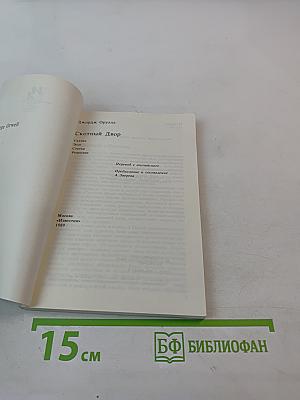 Джордж Оруэлл
Скотный Двор
Сказка
Эссе
Статьи
Рецензии
Перевод с английского
Предисловие и составление
А. Зверева
Москва
«Известия»
1989
15 см
БФ БИБЛИОФАН